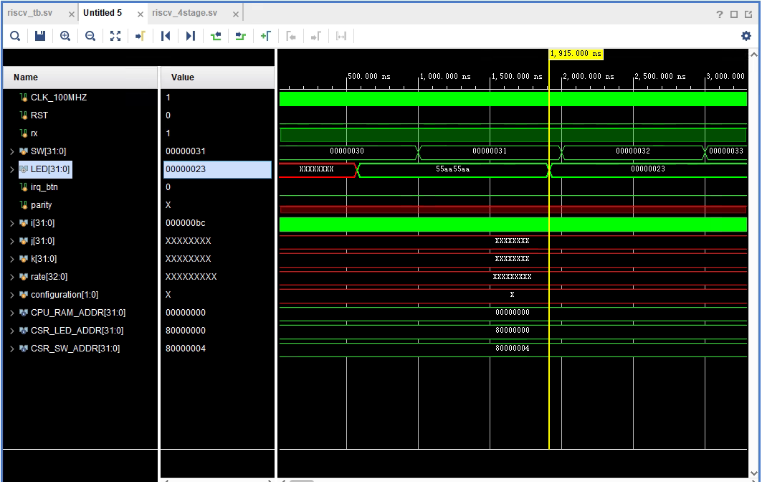 riscv_tb.sv × Untitled 5 × riscv_4stage.sv ×
1,915.000 ns
Name Value
500.000 ns 1,000.000 ns 1,500.000 ns 2,000.000 ns 2,500.000 ns 3,000.000
CLK_100MHZ 1
RST 0
rx 1
SW[31:0] 00000031 00000030 00000031 00000032 00000033
LED[31:0] 00000023 XXXXXXXX 55aa55aa 00000023
irq_btn 0
parity X
i[31:0] 000000bc
j[31:0] XXXXXXXX XXXXXXXX
k[31:0] XXXXXXXX XXXXXXXX
rate[32:0] XXXXXXXXX XXXXXXXXX
configuration[1:0] X X
CPU_RAM_ADDR[31:0] 00000000 00000000
CSR_LED_ADDR[31:0] 80000000 80000000
CSR_SW_ADDR[31:0] 80000004 80000004